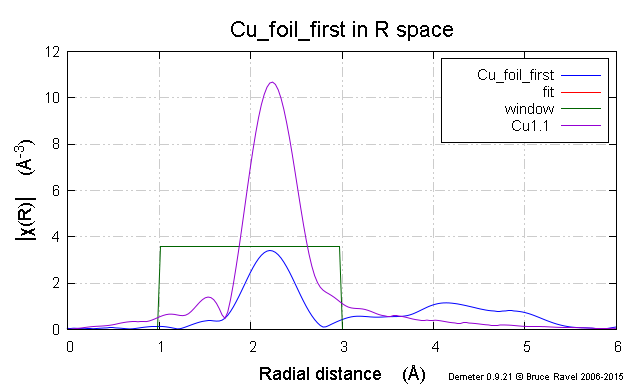 Cu_foil_first in R space
12
10
8
6
4
2
0
|χ(R)| (Å-3)
Cu_foil_first
fit
window
Cu1.1
0 1 2 3 4 5 6
Radial distance (Å)
Demeter 0.9.21 © Bruce Ravel 2006-2015